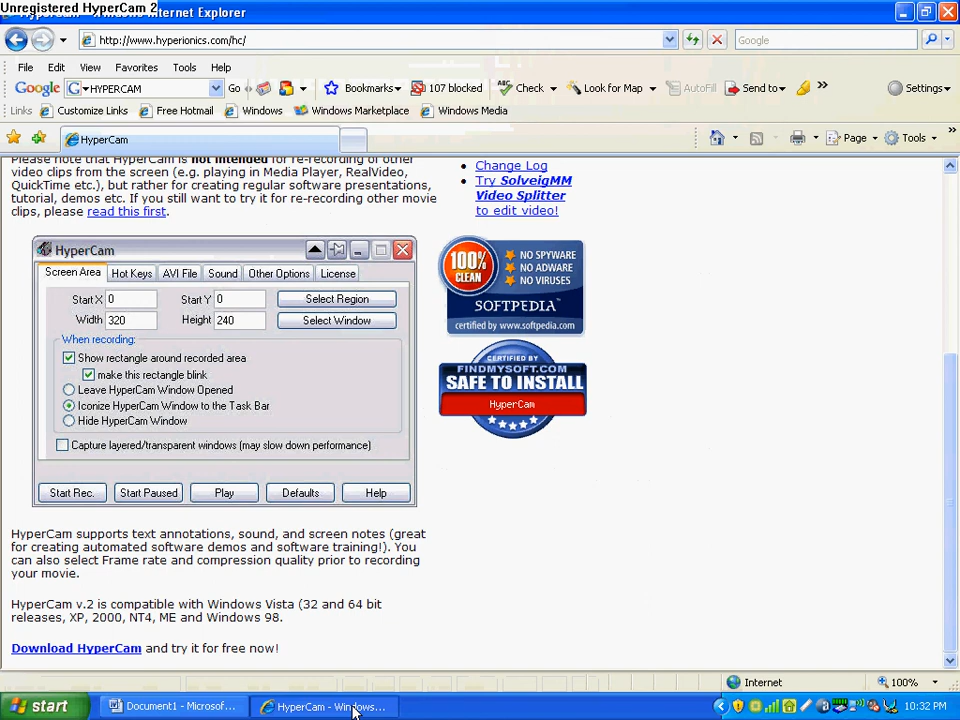 Unregistered HyperCam 2
Internet Explorer
http://www.hyperionics.com/hc/
Google
File Edit View Favorites Tools Help
Google G HYPERCAM Go Bookmarks 107 blocked Check Look for Map AutoFill Send to Settings
Links Customize Links Free Hotmail Windows Windows Marketplace Windows Media
HyperCam
Page Tools
Please note that HyperCam is not intended for re-recording of other
video clips from the screen (e.g. playing in Media Player, RealVideo,
QuickTime etc.), but rather for creating regular software presentations,
tutorial, demos etc. If you still want to try it for re-recording other movie
clips, please read this first.
Change Log
Try SolveigMM
Video Splitter
to edit video!
HyperCam
Screen Area Hot Keys AVI File Sound Other Options License
Start X 0 Start Y 0 Select Region
Width 320 Height 240 Select Window
When recording:
Show rectangle around recorded area
make this rectangle blink
Leave HyperCam Window Opened
Iconize HyperCam Window to the Task Bar
Hide HyperCam Window
Capture layered/transparent windows (may slow down performance)
Start Rec. Start Paused Play Defaults Help
100%
CLEAN
NO SPYWARE
NO ADWARE
NO VIRUSES
SOFTPEDIA™
certified by www.softpedia.com
CERTIFIED BY
FINDMYSOFT.COM
SAFE TO INSTALL
HyperCam
HyperCam supports text annotations, sound, and screen notes (great
for creating automated software demos and software training!). You
can also select Frame rate and compression quality prior to recording
your movie.
HyperCam v.2 is compatible with Windows Vista (32 and 64 bit
releases, XP, 2000, NT4, ME and Windows 98.
Download HyperCam and try it for free now!
Internet 100%
start Document1 - Microsof... HyperCam - Windows... 10:32 PM